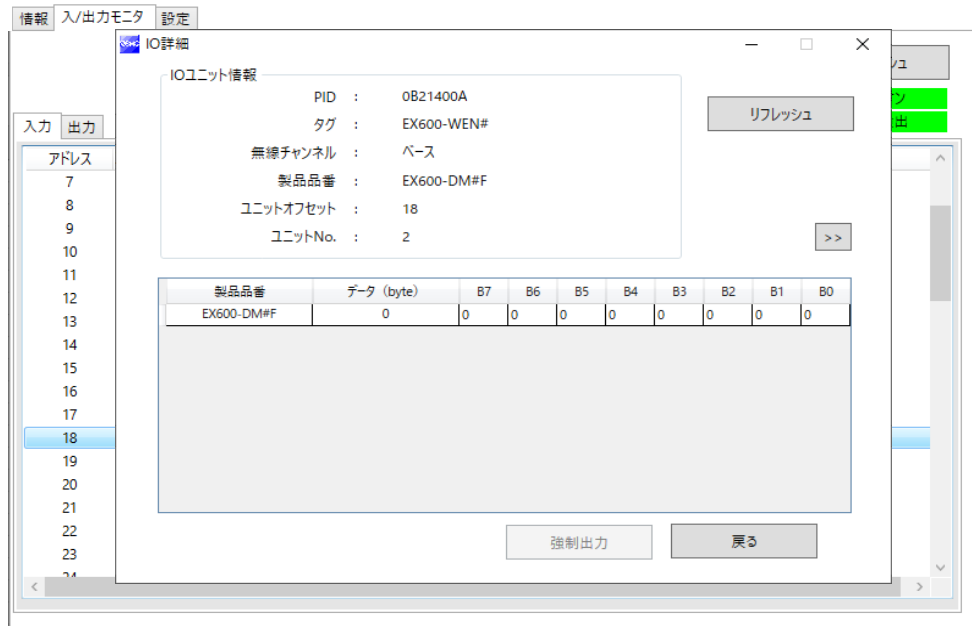 情報 入/出力モニタ 設定
IO詳細
IOユニット情報
PID : 0B21400A
タグ : EX600-WEN#
無線チャンネル : ベース
製品品番 : EX600-DM#F
ユニットオフセット : 18
ユニットNo. : 2
リフレッシュ
>>
入力 出力
アドレス
7
8
9
10
11
12
13
14
15
16
17
18
19
20
21
22
23
24
製品品番 データ (byte) B7 B6 B5 B4 B3 B2 B1 B0
EX600-DM#F 0 0 0 0 0 0 0 0 0
強制出力 戻る